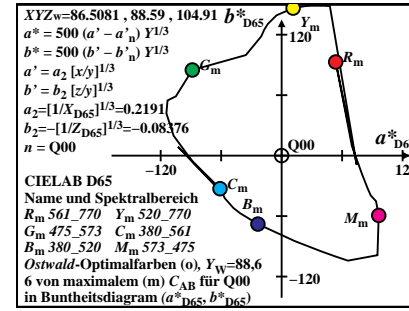 XYZw=86.5081, 88.59, 104.91
a* = 500 (a' – a'n) Y1/3
b* = 500 (b' – b'n) Y1/3
a' = a2 [x/y]1/3
b' = b2 [z/y]1/3
a2=[1/XD65]1/3=0.2191
b2=–[1/ZD65]1/3=–0.08376
n = Q00
CIELAB D65
Name und Spektralbereich
Rm 561_770 Ym 520_770
Gm 475_573 Cm 380_561
Bm 380_520 Mm 573_475
Ostwald-Optimalfarben (o), YW=88,6
6 von maximalem (m) CAB für Q00
in Buntheitsdiagram (a*D65, b*D65)
b*D65
Ym
120
Rm
Gm
Q00
a*D65
–120
12
Cm
Bm
Mm
–120